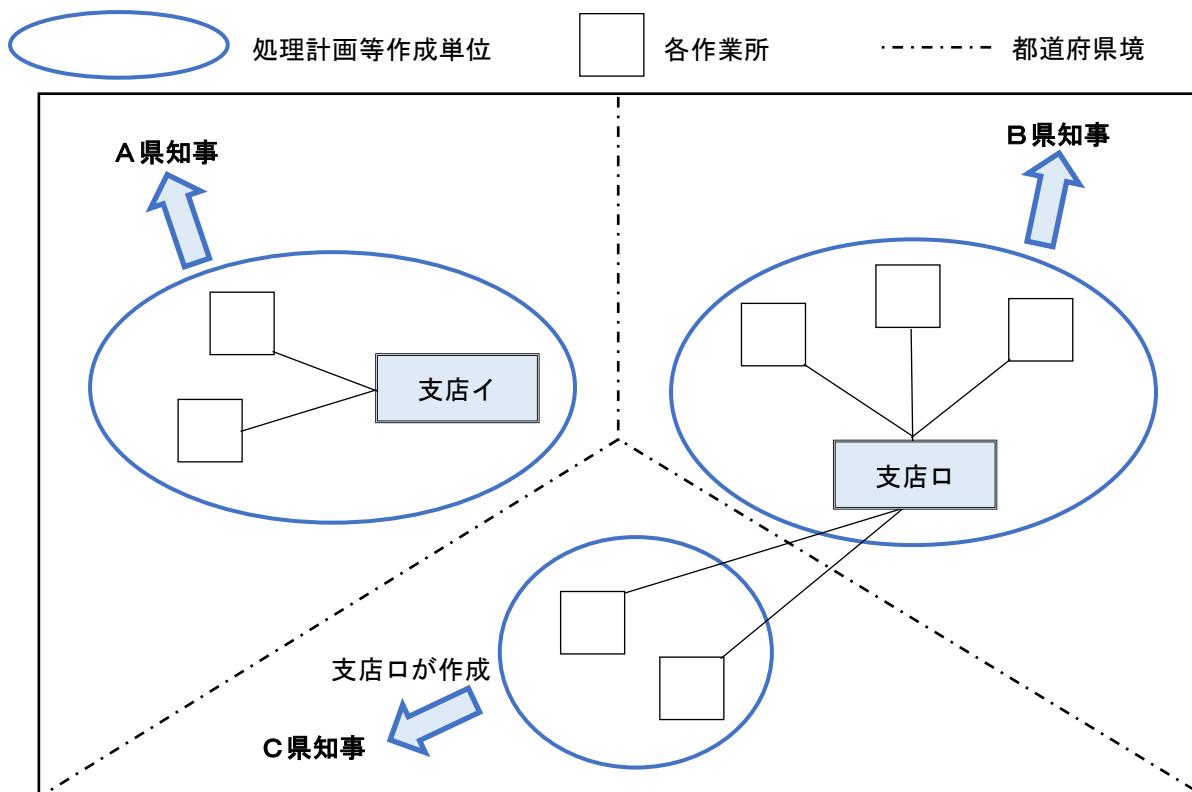 処理計画等作成単位
各作業所
都道府県境
A県知事
B県知事
支店イ
支店ロ
支店ロが作成
C県知事